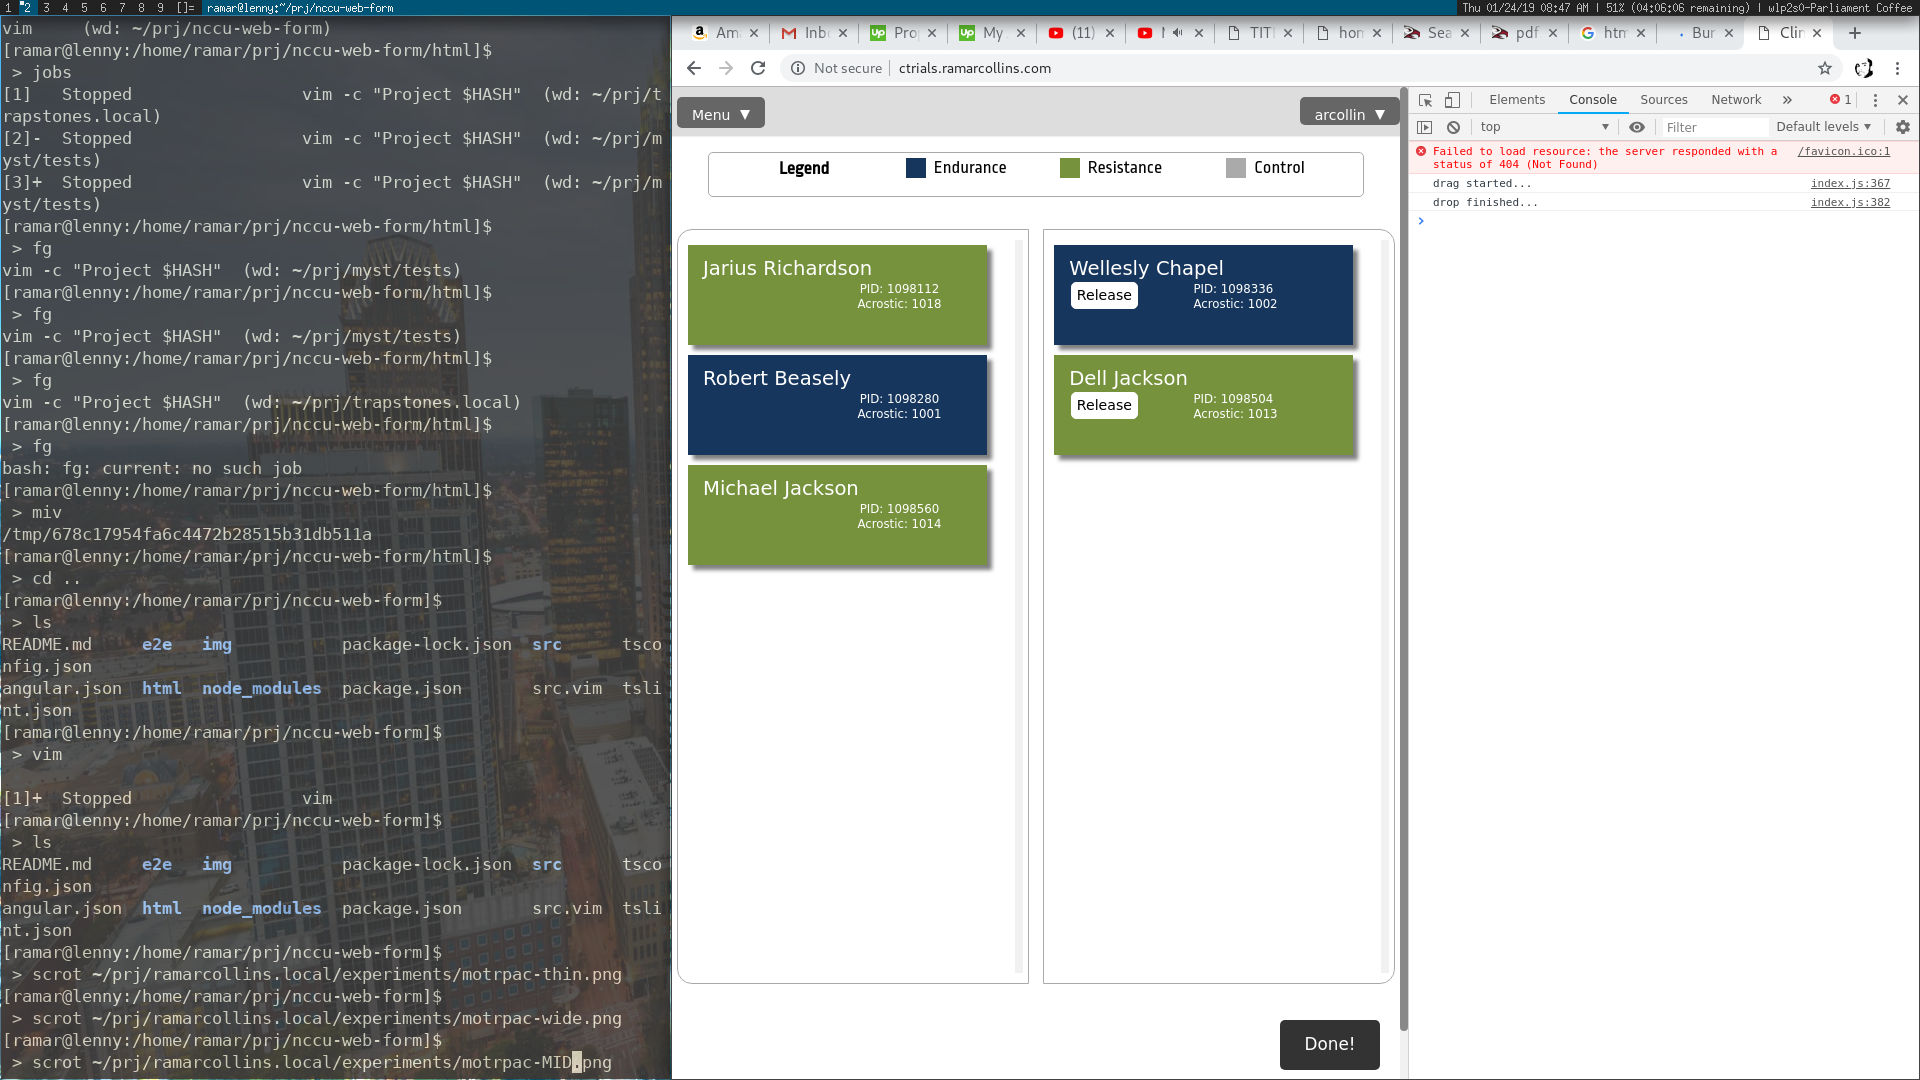 1 2 3 4 5 6 7 8 9 []= ramar@lenny:~/prj/nccu-web-form
Thu 01/24/19 08:47 AM | 51% (04:06:06 remaining) | wlp2s0-Parliament Coffee
vim     (wd: ~/prj/nccu-web-form)
[ramar@lenny:/home/ramar/prj/nccu-web-form/html]$
> jobs
[1]   Stopped                 vim -c "Project $HASH"  (wd: ~/prj/t
rapstones.local)
[2]-  Stopped                 vim -c "Project $HASH"  (wd: ~/prj/m
yst/tests)
[3]+  Stopped                 vim -c "Project $HASH"  (wd: ~/prj/m
yst/tests)
[ramar@lenny:/home/ramar/prj/nccu-web-form/html]$
> fg
vim -c "Project $HASH"  (wd: ~/prj/myst/tests)
[ramar@lenny:/home/ramar/prj/nccu-web-form/html]$
> fg
vim -c "Project $HASH"  (wd: ~/prj/myst/tests)
[ramar@lenny:/home/ramar/prj/nccu-web-form/html]$
> fg
vim -c "Project $HASH"  (wd: ~/prj/trapstones.local)
[ramar@lenny:/home/ramar/prj/nccu-web-form/html]$
> fg
bash: fg: current: no such job
[ramar@lenny:/home/ramar/prj/nccu-web-form/html]$
> miv
/tmp/678c17954fa6c4472b28515b31db511a
[ramar@lenny:/home/ramar/prj/nccu-web-form/html]$
> cd ..
[ramar@lenny:/home/ramar/prj/nccu-web-form]$
> ls
README.md     e2e   img           package-lock.json  src      tsco
nfig.json
angular.json  html  node_modules  package.json       src.vim  tsli
nt.json
[ramar@lenny:/home/ramar/prj/nccu-web-form]$
> vim
[1]+  Stopped                 vim
[ramar@lenny:/home/ramar/prj/nccu-web-form]$
> ls
README.md     e2e   img           package-lock.json  src      tsco
nfig.json
angular.json  html  node_modules  package.json       src.vim  tsli
nt.json
[ramar@lenny:/home/ramar/prj/nccu-web-form]$
> scrot ~/prj/ramarcollins.local/experiments/motrpac-thin.png
[ramar@lenny:/home/ramar/prj/nccu-web-form]$
> scrot ~/prj/ramarcollins.local/experiments/motrpac-wide.png
[ramar@lenny:/home/ramar/prj/nccu-web-form]$
> scrot ~/prj/ramarcollins.local/experiments/motrpac-MID.png
Am Inb Pro My (11) TITL hom Sea pdf htm Bur Clin
Not secure | ctrials.ramarcollins.com
Menu ▼
arcollin ▼
Legend Endurance Resistance Control
Jarius Richardson
PID: 1098112
Acrostic: 1018
Robert Beasely
PID: 1098280
Acrostic: 1001
Michael Jackson
PID: 1098560
Acrostic: 1014
Wellesly Chapel
Release
PID: 1098336
Acrostic: 1002
Dell Jackson
Release
PID: 1098504
Acrostic: 1013
Done!
Elements Console Sources Network » 1
top ▼ Filter Default levels ▼
Failed to load resource: the server responded with a /favicon.ico:1
status of 404 (Not Found)
drag started... index.js:367
drop finished... index.js:382